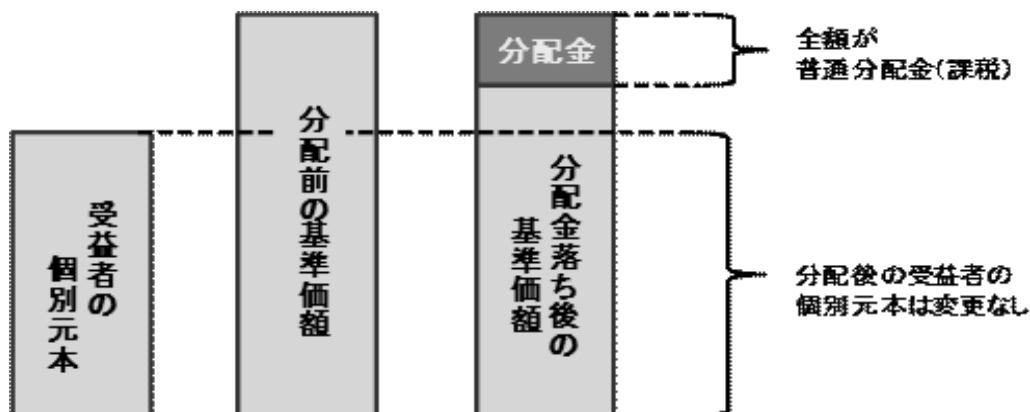 受益者の
個別元本
分配前の基準価額
分配金
分配金落ち後の
基準価額
全額が
普通分配金(課税)
分配後の受益者の
個別元本は変更なし